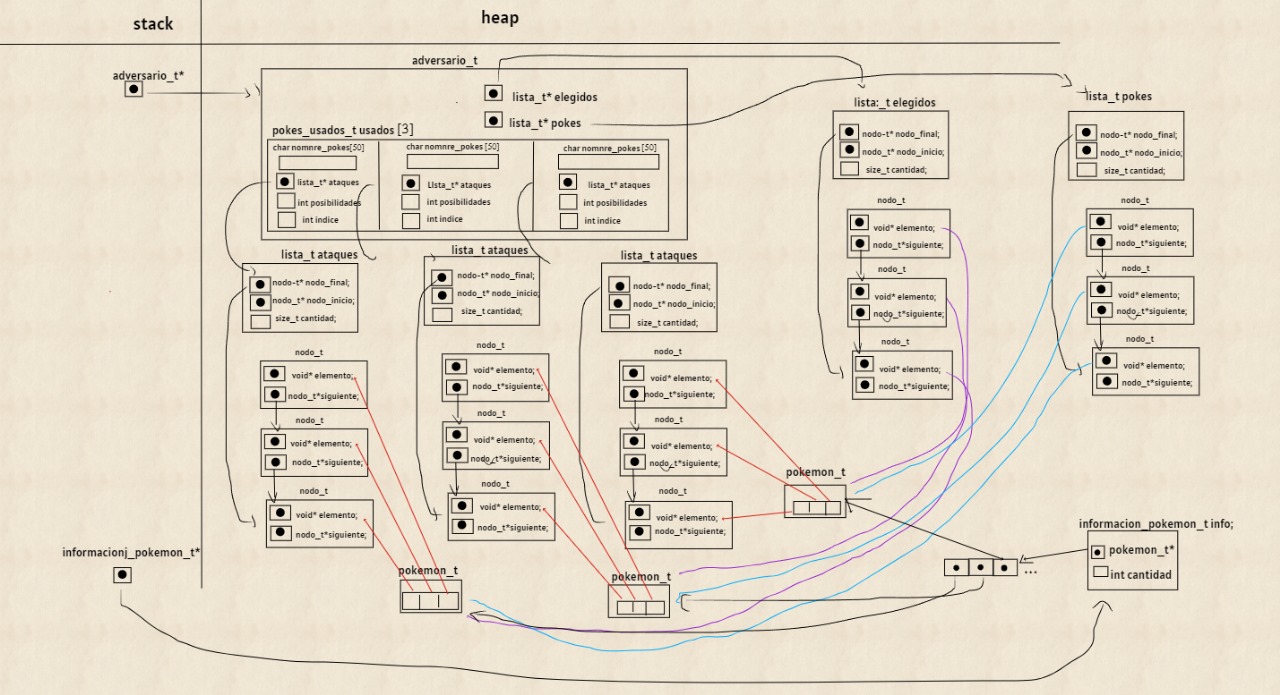 stack
heap
adversario_t*
adversario_t
lista_t* elegidos
lista_t* pokes
pokes_usados_t usados [3]
char nomnre_pokes[50]
lista_t* ataques
int posibilidades
int indice
char nomnre_pokes [50]
LIsta_t* ataques
int posibilidades
int indice
char nomnre_pokes [50]
lista_t* ataques
int posibilidades
int indice
lista:_t elegidos
nodo-t* nodo_final;
nodo_t* nodo_inicio;
size_t cantidad;
nodo_t
void* elemento;
nodo_t*siguiente;
nodo_t
void* elemento;
nodo_t*siguiente;
nodo_t
void* elemento;
nodo_t*siguiente;
lista_t pokes
nodo-t* nodo_final;
nodo_t* nodo_inicio;
size_t cantidad;
nodo_t
void* elemento;
nodo_t*siguiente;
nodo_t
void* elemento;
nodo_t*siguiente;
nodo_t
void* elemento;
nodo_t*siguiente;
lista_t ataques
nodo-t* nodo_final;
nodo_t* nodo_inicio;
size_t cantidad;
nodo_t
void* elemento;
nodo_t*siguiente;
nodo_t
void* elemento;
nodo_t*siguiente;
nodo_t
void* elemento;
nodo_t*siguiente;
lista_t ataques
nodo-t* nodo_final;
nodo_t* nodo_inicio;
size_t cantidad;
nodo_t
void* elemento;
nodo_t*siguiente;
nodo_t
void* elemento;
nodo_t*siguiente;
nodo_t
void* elemento;
nodo_t*siguiente;
lista_t ataques
nodo-t* nodo_final;
nodo_t* nodo_inicio;
size_t cantidad;
nodo_t
void* elemento;
nodo_t*siguiente;
nodo_t
void* elemento;
nodo_t*siguiente;
nodo_t
void* elemento;
nodo_t*siguiente;
pokemon_t
pokemon_t
pokemon_t
informacionj_pokemon_t*
informacion_pokemon_t info;
pokemon_t*
int cantidad
...